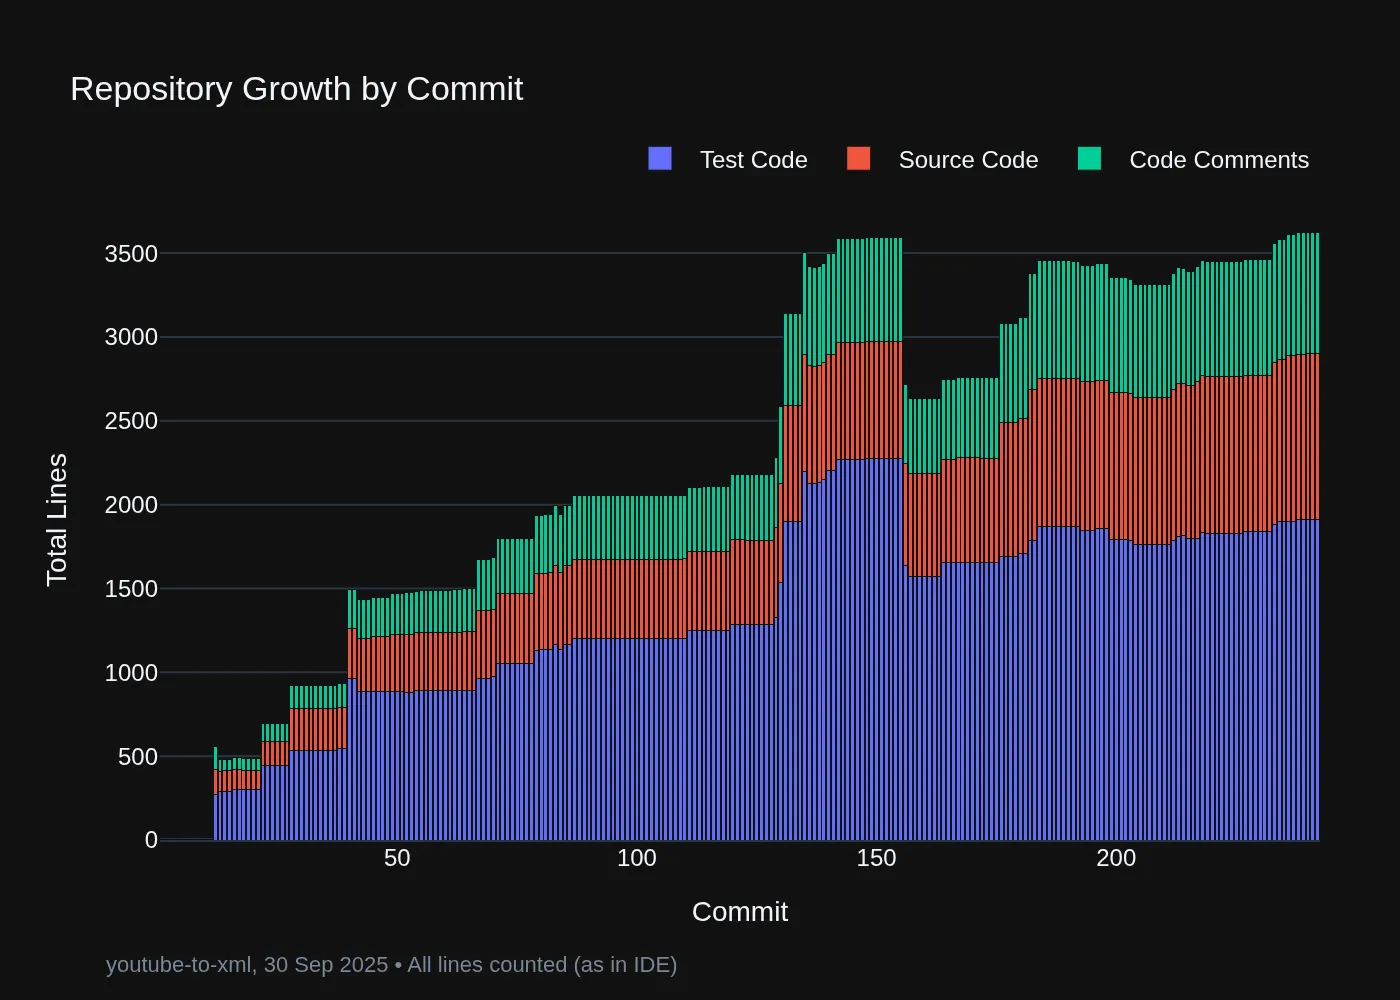 Repository Growth by Commit
Test Code
Source Code
Code Comments
3500
3000
2500
2000
1500
1000
500
0
Total Lines
50
100
150
200
Commit
youtube-to-xml, 30 Sep 2025 • All lines counted (as in IDE)